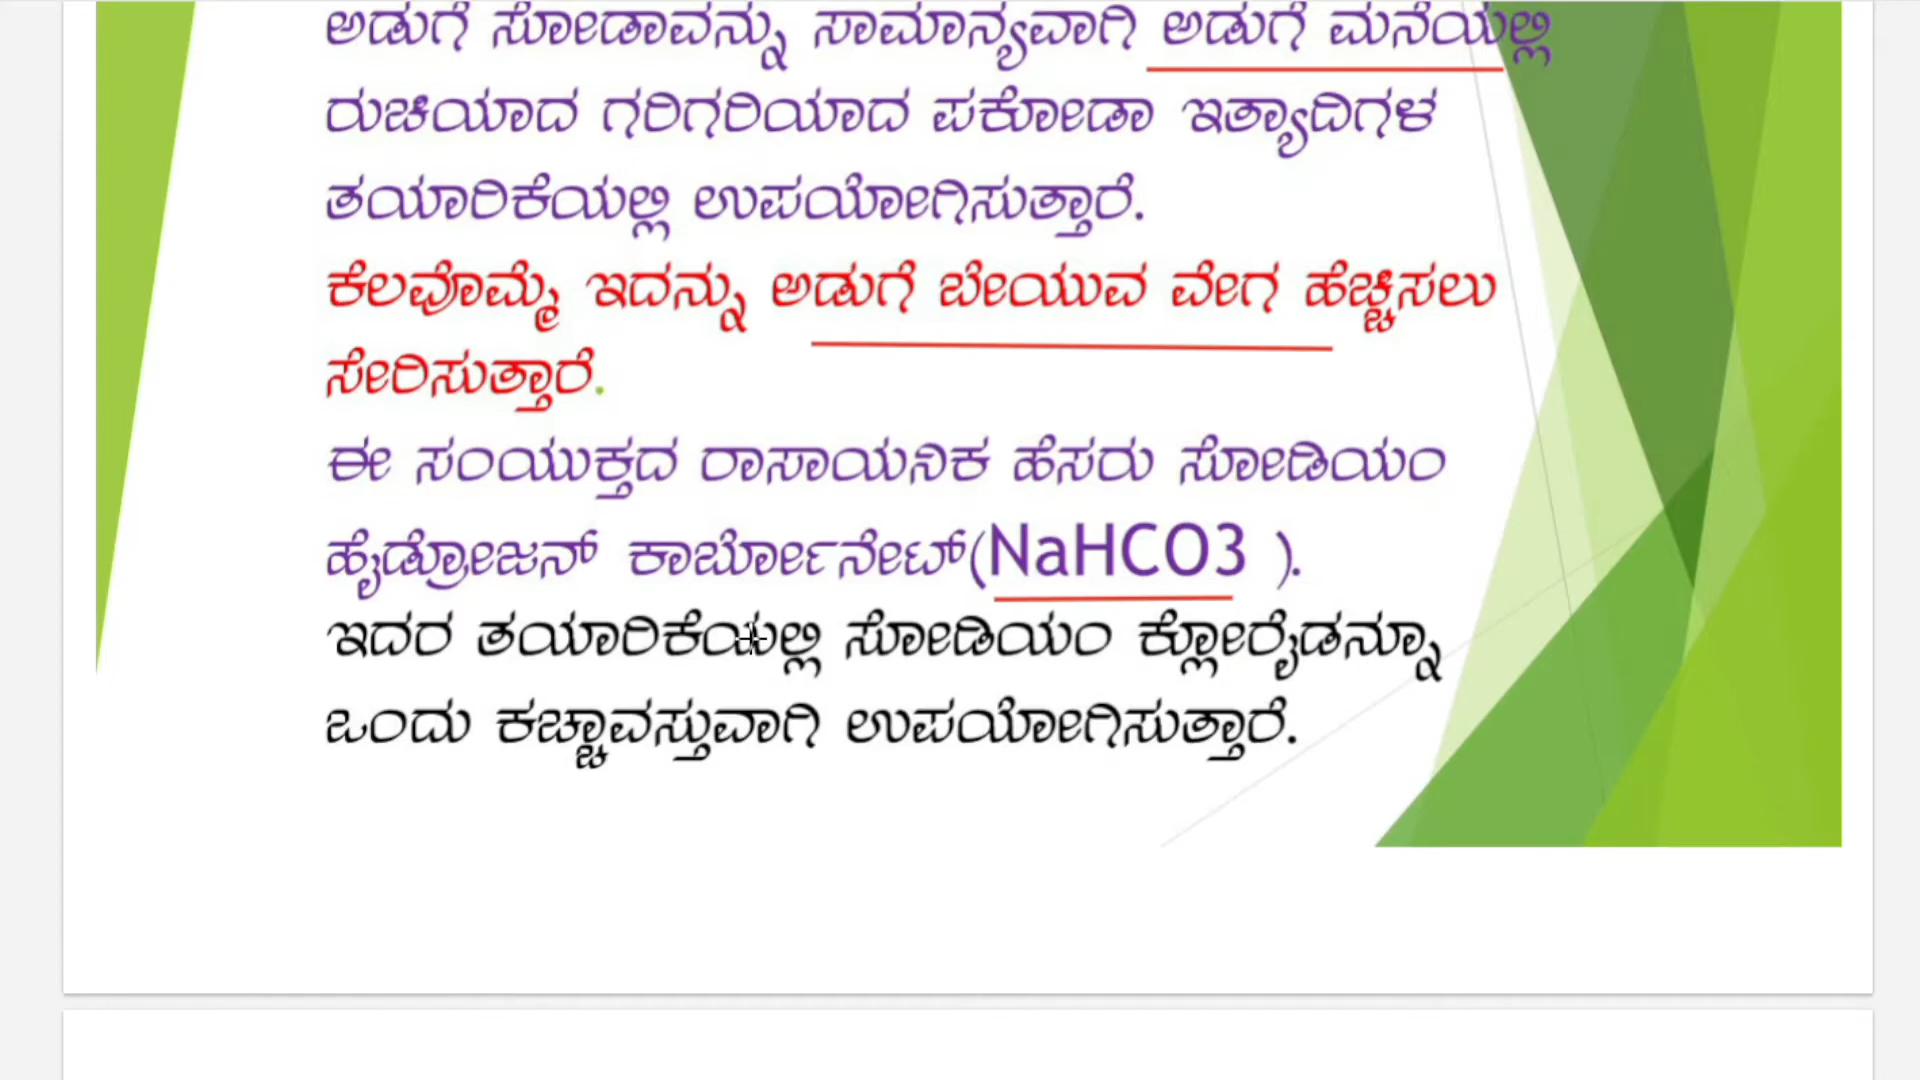 ಅಡುಗೆ ಸೋಡಾವನ್ನು ಸಾಮಾನ್ಯವಾಗಿ ಅಡುಗೆ ಮನೆಯಲ್ಲಿ
ರುಚಿಯಾದ ಗರಿಗರಿಯಾದ ಪಕೋಡಾ ಇತ್ಯಾದಿಗಳ
ತಯಾರಿಕೆಯಲ್ಲಿ ಉಪಯೋಗಿಸುತ್ತಾರೆ.
ಕೆಲವೊಮ್ಮೆ ಇದನ್ನು ಅಡುಗೆ ಬೇಯುವ ವೇಗ ಹೆಚ್ಚಿಸಲು
ಸೇರಿಸುತ್ತಾರೆ.
ಈ ಸಂಯುಕ್ತದ ರಾಸಾಯನಿಕ ಹೆಸರು ಸೋಡಿಯಂ
ಹೈಡ್ರೋಜನ್ ಕಾರ್ಬೋನೇಟ್(NaHCO3 ).
ಇದರ ತಯಾರಿಕೆಯಲ್ಲಿ ಸೋಡಿಯಂ ಕ್ಲೋರೈಡನ್ನೂ
ಒಂದು ಕಚ್ಚಾವಸ್ತುವಾಗಿ ಉಪಯೋಗಿಸುತ್ತಾರೆ.